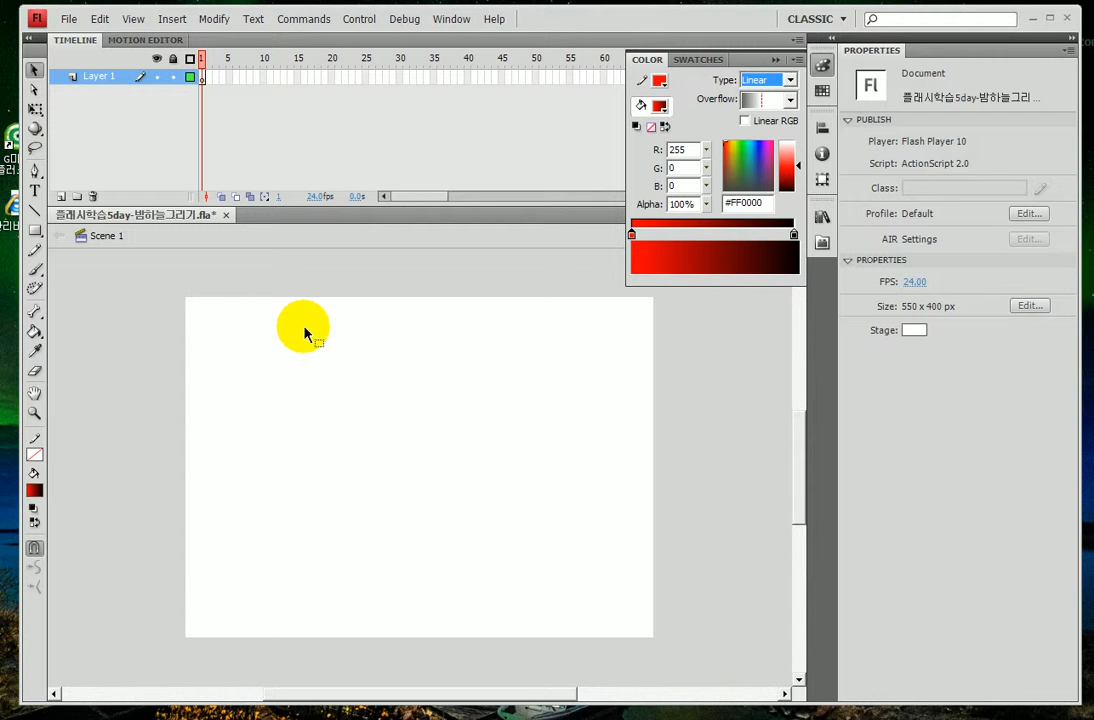 Fl File Edit View Insert Modify Text Commands Control Debug Window Help CLASSIC
TIMELINE MOTION EDITOR
1 5 10 15 20 25 30 35 40 45 50 55 60
Layer 1
1 24.0fps 0.0s
플래시학습5day-밤하늘그리기.fla*
Scene 1
COLOR SWATCHES
Type: Linear
Overflow:
Linear RGB
R: 255
G: 0
B: 0
Alpha: 100% #FF0000
PROPERTIES
Fl
Document
플래시학습5day-밤하늘그리 ...
PUBLISH
Player: Flash Player 10
Script: ActionScript 2.0
Class:
Profile: Default Edit...
AIR Settings Edit...
PROPERTIES
FPS: 24.00
Size: 550 x 400 px Edit...
Stage: